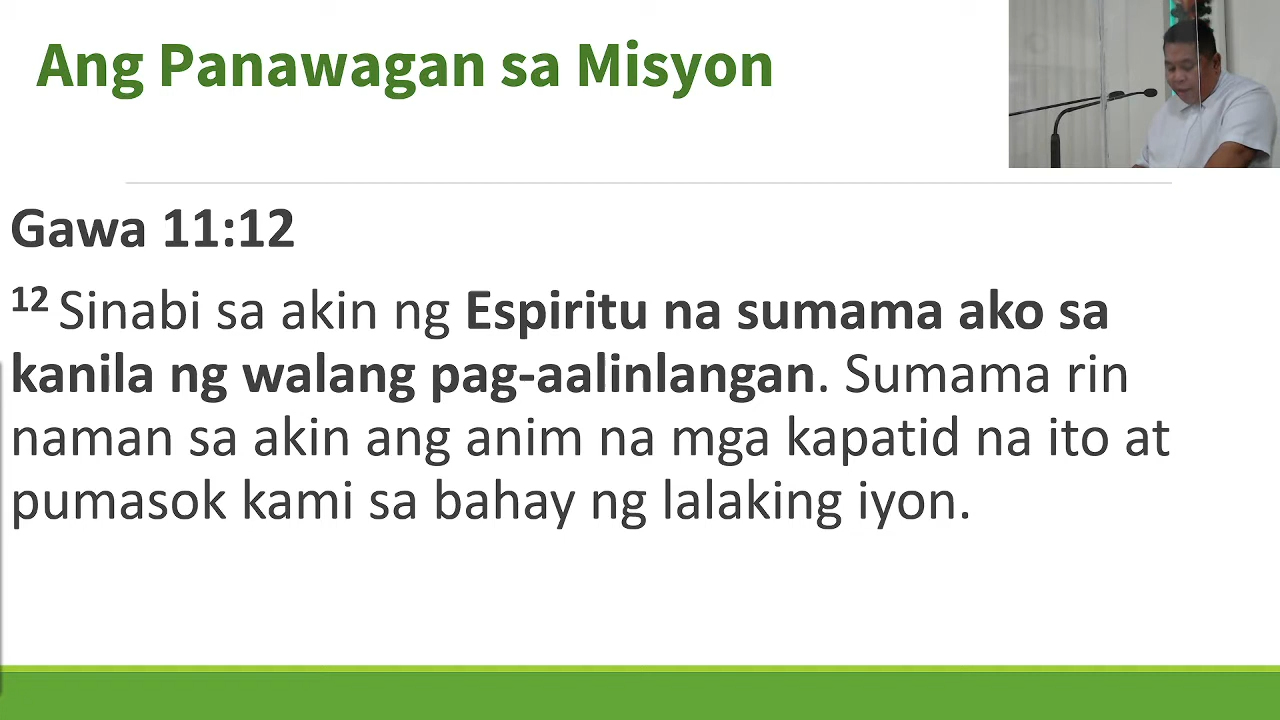 Ang Panawagan sa Misyon
Gawa 11:12
12 Sinabi sa akin ng Espiritu na sumama ako sa
kanila ng walang pag-aalinlangan. Sumama rin
naman sa akin ang anim na mga kapatid na ito at
pumasok kami sa bahay ng lalaking iyon.